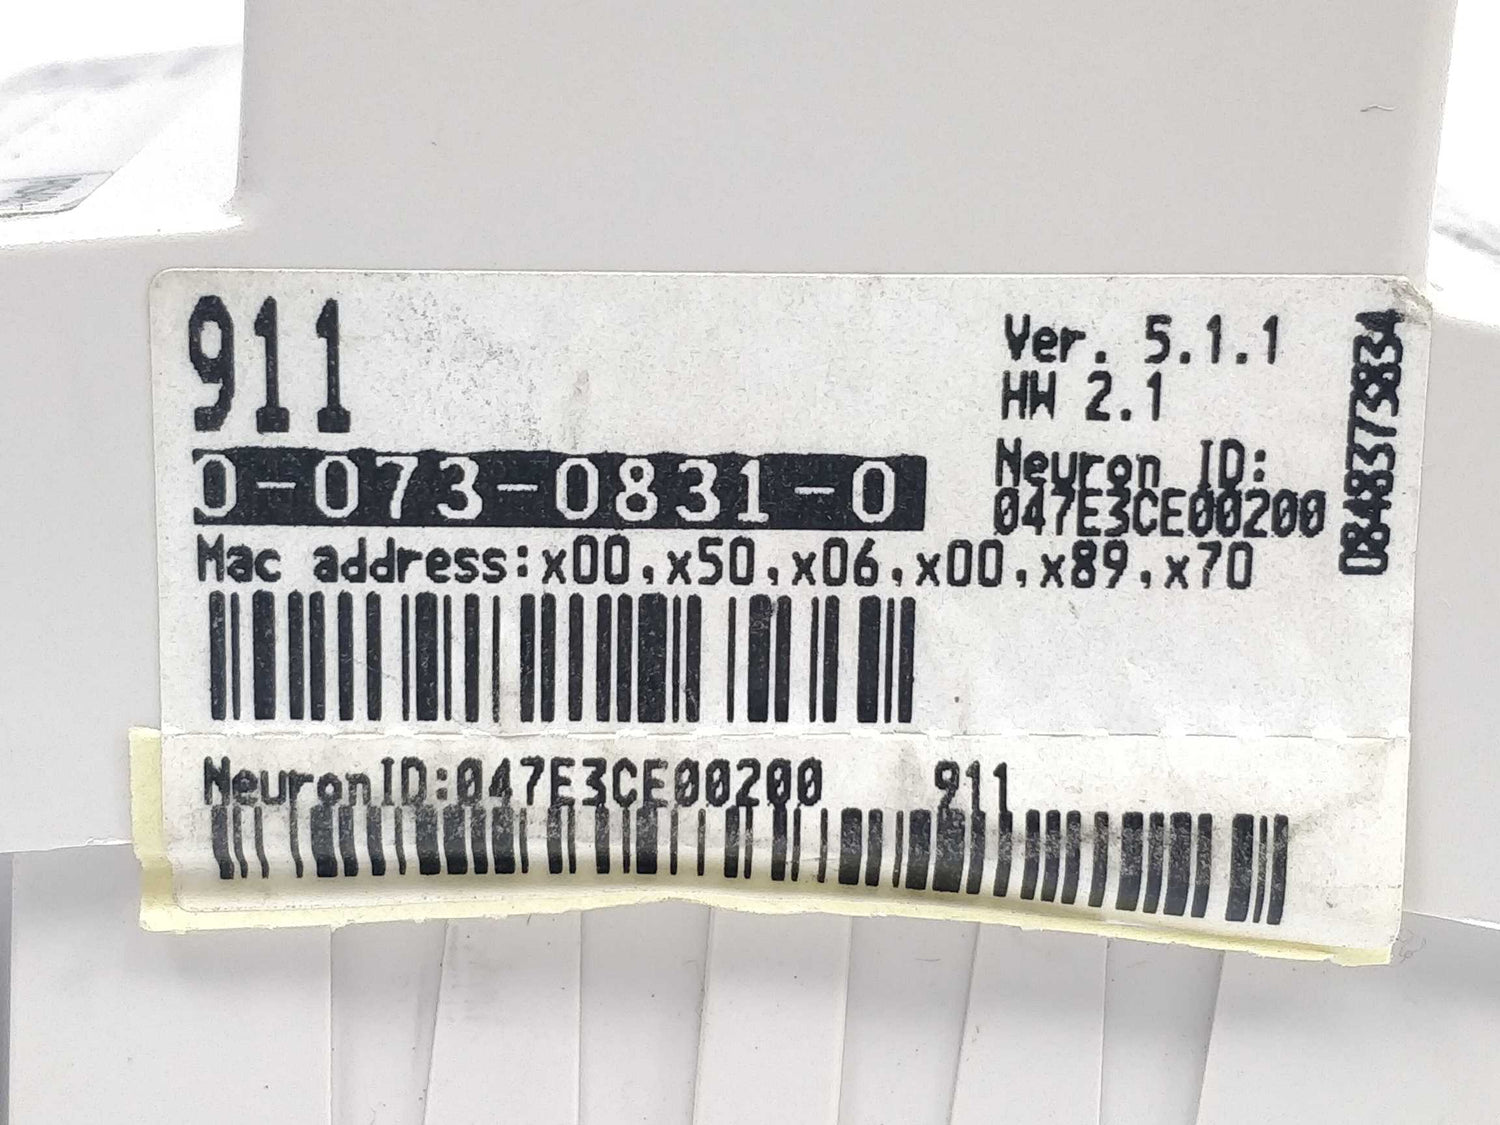 911
Ver. 5.1.1
HW 2.1
0-073-0831-0
Neuron ID:
047E3CE00200
Mac address:x00,x50,x06,x00,x89,x70
0848373834
NeuronID:047E3CE00200 911